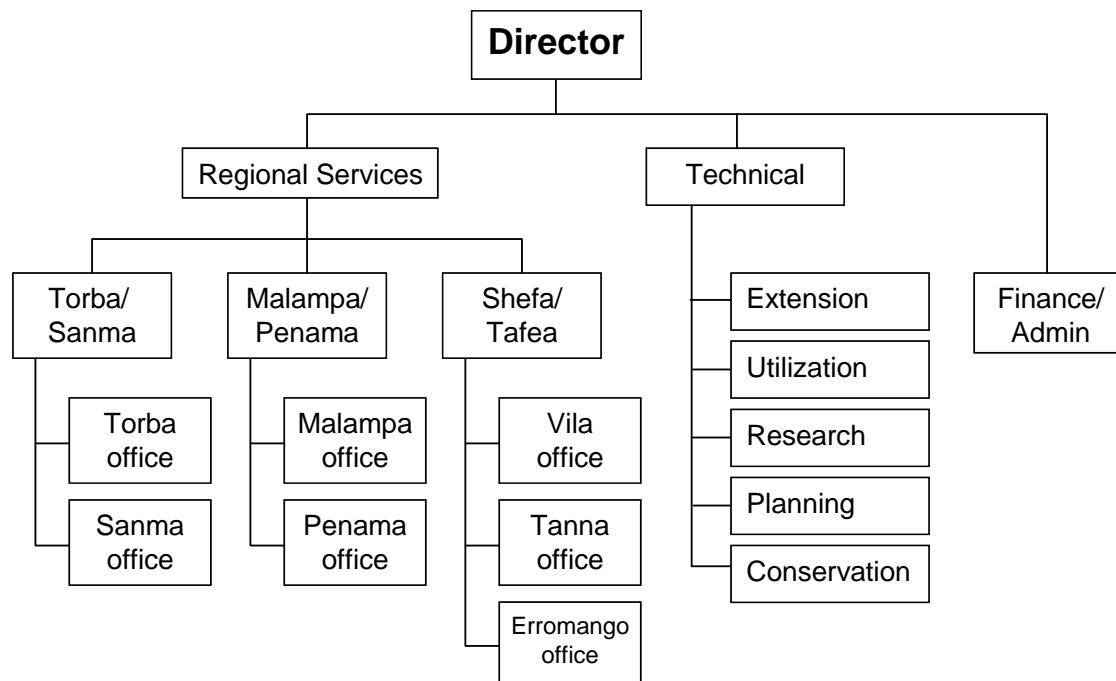 Director
Regional Services
Technical
Torba/
Sanma
Malampa/
Penama
Shefa/
Tafea
Finance/
Admin
Torba
office
Sanma
office
Malampa
office
Penama
office
Vila
office
Tanna
office
Erromango
office
Extension
Utilization
Research
Planning
Conservation